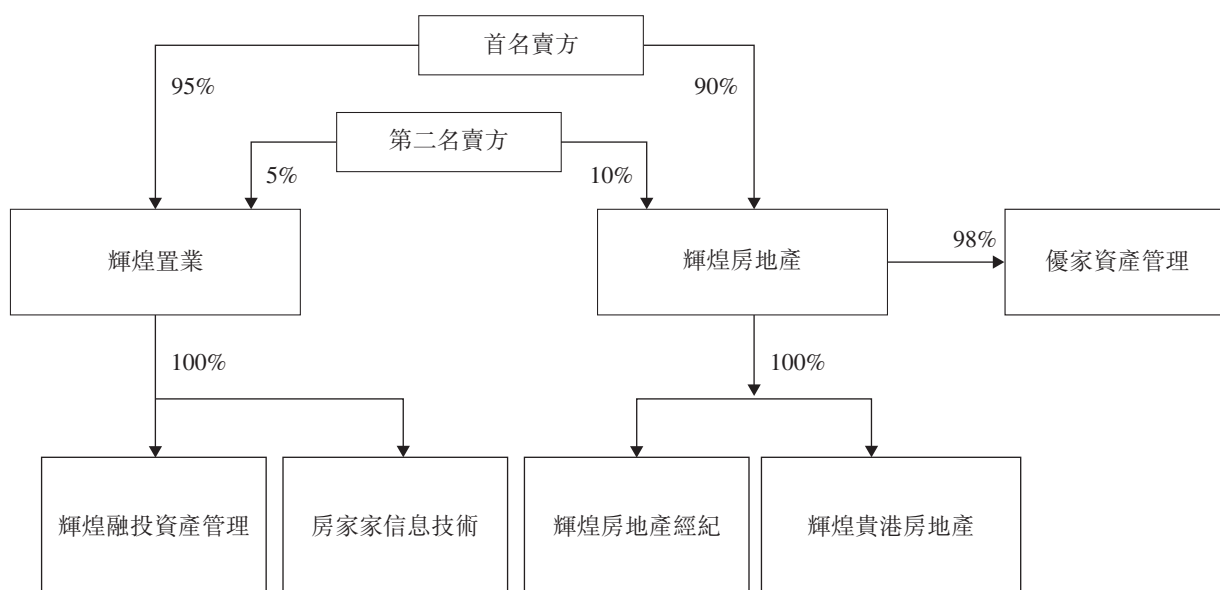 首名賣方
95%
90%
第二名賣方
5%
10%
輝煌置業
輝煌房地產
98%
優家資產管理
100%
100%
輝煌融投資產管理
房家家信息技術
輝煌房地產經紀
輝煌貴港房地產